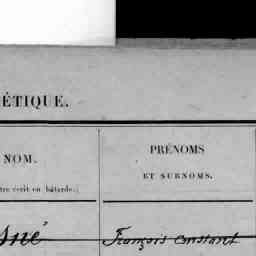 ÉTIQUE.
NOM.
PRÉNOMS
ET SURNOMS.
tre écrit en bâtarde.)
sné
François Constant